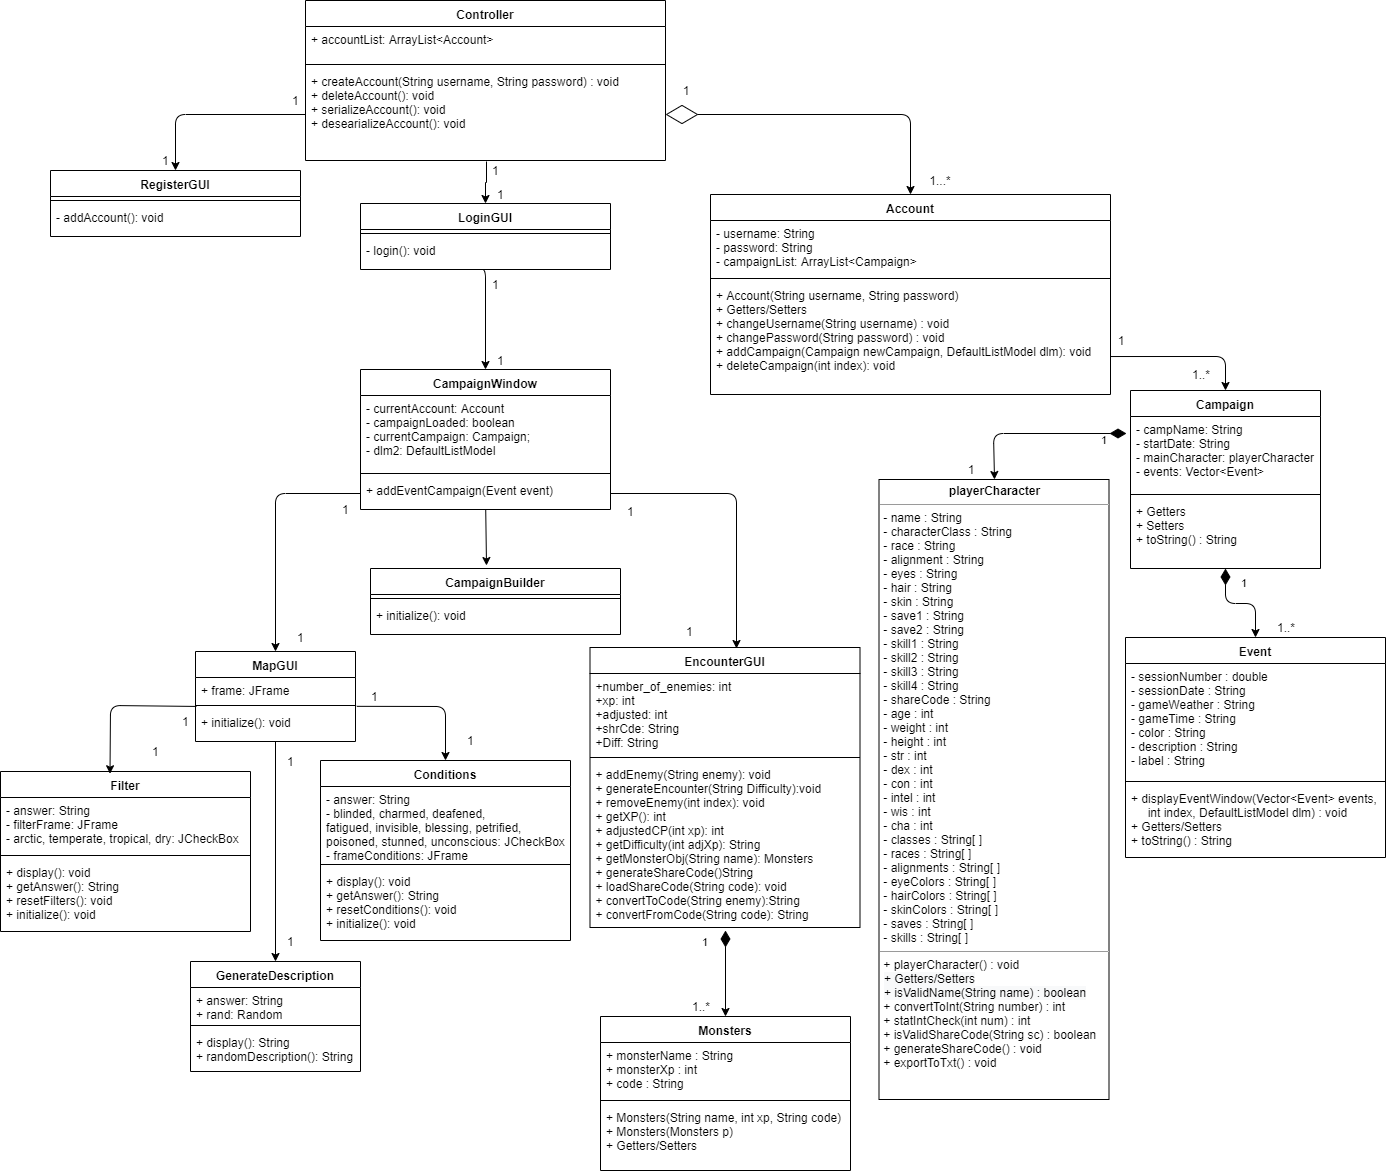 Controller
+ accountList: ArrayList<Account>
+ createAccount(String username, String password) : void
+ deleteAccount(): void
+ serializeAccount(): void
+ desearializeAccount(): void
1
1
1
1
1
1...*
RegisterGUI
- addAccount(): void
LoginGUI
- login(): void
1
1
Account
- username: String
- password: String
- campaignList: ArrayList<Campaign>
+ Account(String username, String password)
+ Getters/Setters
+ changeUsername(String username) : void
+ changePassword(String password) : void
+ addCampaign(Campaign newCampaign, DefaultListModel dlm): void
+ deleteCampaign(int index): void
1
1..*
CampaignWindow
- currentAccount: Account
- campaignLoaded: boolean
- currentCampaign: Campaign;
- dlm2: DefaultListModel
+ addEventCampaign(Event event)
1
1
Campaign
- campName: String
- startDate: String
- mainCharacter: playerCharacter
- events: Vector<Event>
+ Getters
+ Setters
+ toString() : String
1
1
1
1..*
CampaignBuilder
+ initialize(): void
1
1
MapGUI
+ frame: JFrame
+ initialize(): void
1
1
1
1
1
1
Filter
- answer: String
- filterFrame: JFrame
- arctic, temperate, tropical, dry: JCheckBox
+ display(): void
+ getAnswer(): String
+ resetFilters(): void
+ initialize(): void
Conditions
- answer: String
- blinded, charmed, deafened,
fatigued, invisible, blessing, petrified,
poisoned, stunned, unconscious: JCheckBox
- frameConditions: JFrame
+ display(): void
+ getAnswer(): String
+ resetConditions(): void
+ initialize(): void
GenerateDescription
+ answer: String
+ rand: Random
+ display(): String
+ randomDescription(): String
EncounterGUI
+number_of_enemies: int
+xp: int
+adjusted: int
+shrCde: String
+Diff: String
+ addEnemy(String enemy): void
+ generateEncounter(String Difficulty):void
+ removeEnemy(int index): void
+ getXP(): int
+ adjustedCP(int xp): int
+ getDifficulty(int adjXp): String
+ getMonsterObj(String name): Monsters
+ generateShareCode()String
+ loadShareCode(String code): void
+ convertToCode(String enemy):String
+ convertFromCode(String code): String
1
1..*
Monsters
+ monsterName : String
+ monsterXp : int
+ code : String
+ Monsters(String name, int xp, String code)
+ Monsters(Monsters p)
+ Getters/Setters
playerCharacter
- name : String
- characterClass : String
- race : String
- alignment : String
- eyes : String
- hair : String
- skin : String
- save1 : String
- save2 : String
- skill1 : String
- skill2 : String
- skill3 : String
- skill4 : String
- shareCode : String
- age : int
- weight : int
- height : int
- str : int
- dex : int
- con : int
- intel : int
- wis : int
- cha : int
- classes : String[ ]
- races : String[ ]
- alignments : String[ ]
- eyeColors : String[ ]
- hairColors : String[ ]
- skinColors : String[ ]
- saves : String[ ]
- skills : String[ ]
+ playerCharacter() : void
+ Getters/Setters
+ isValidName(String name) : boolean
+ convertToInt(String number) : int
+ statIntCheck(int num) : int
+ isValidShareCode(String sc) : boolean
+ generateShareCode() : void
+ exportToTxt() : void
Event
- sessionNumber : double
- sessionDate : String
- gameWeather : String
- gameTime : String
- color : String
- description : String
- label : String
+ displayEventWindow(Vector<Event> events,
int index, DefaultListModel dlm) : void
+ Getters/Setters
+ toString() : String